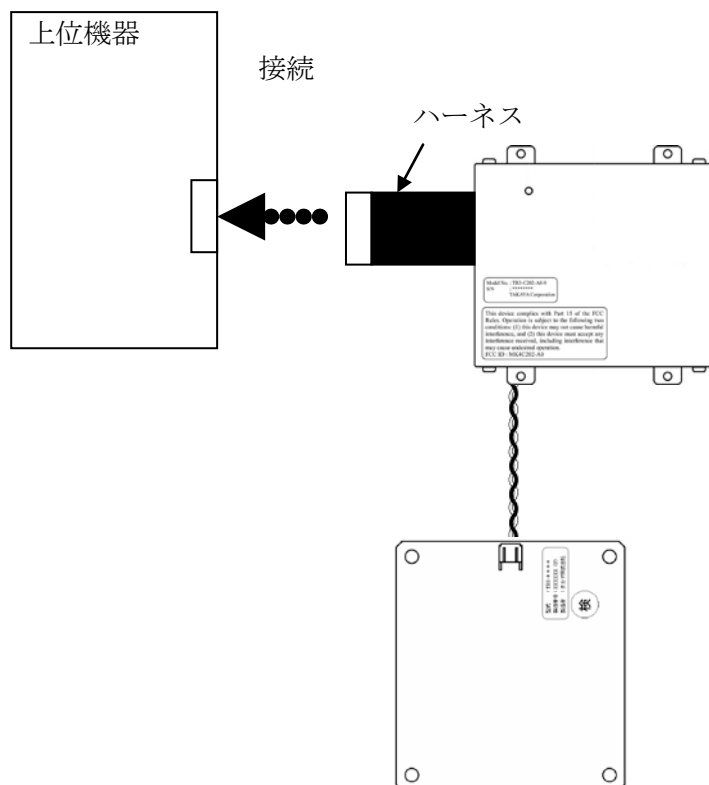 上位機器
接続
ハーネス
Model No. : TR3-C202-A0-8
S/N : ********
TAKAYA Corporation
This device complies with Part 15 of the FCC
Rules. Operation is subject to the following two
conditions: (1) this device may not cause harmful
interference, and (2) this device must accept any
interference received, including interference that
may cause undesired operation.
FCC ID : MK4C202-A0
検